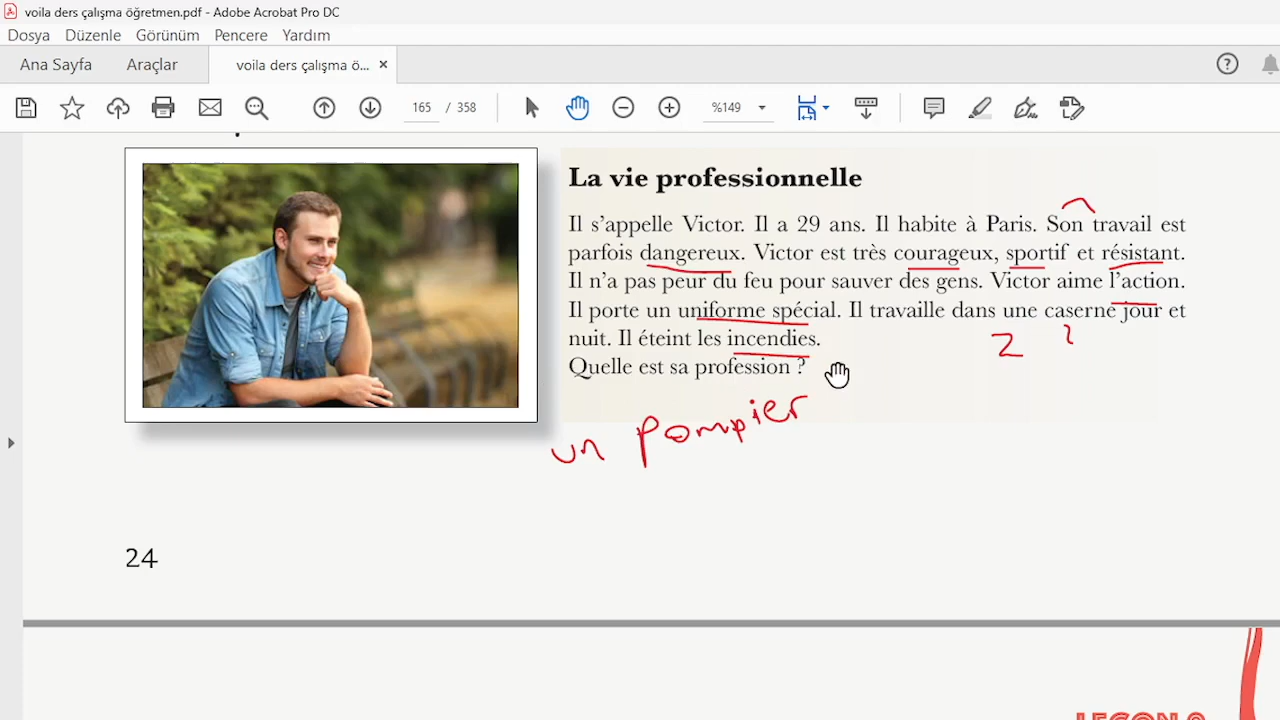 voila ders çalışma öğretmen.pdf - Adobe Acrobat Pro DC
Dosya Düzenle Görünüm Pencere Yardım
Ana Sayfa Araçlar voila ders çalışma ö... ×
165 / 358 %149
La vie professionnelle
Il s'appelle Victor. Il a 29 ans. Il habite à Paris. Son travail est
parfois dangereux. Victor est très courageux, sportif et résistant.
Il n'a pas peur du feu pour sauver des gens. Victor aime l'action.
Il porte un uniforme spécial. Il travaille dans une caserne jour et
nuit. Il éteint les incendies.
Quelle est sa profession ?
un pompier
24